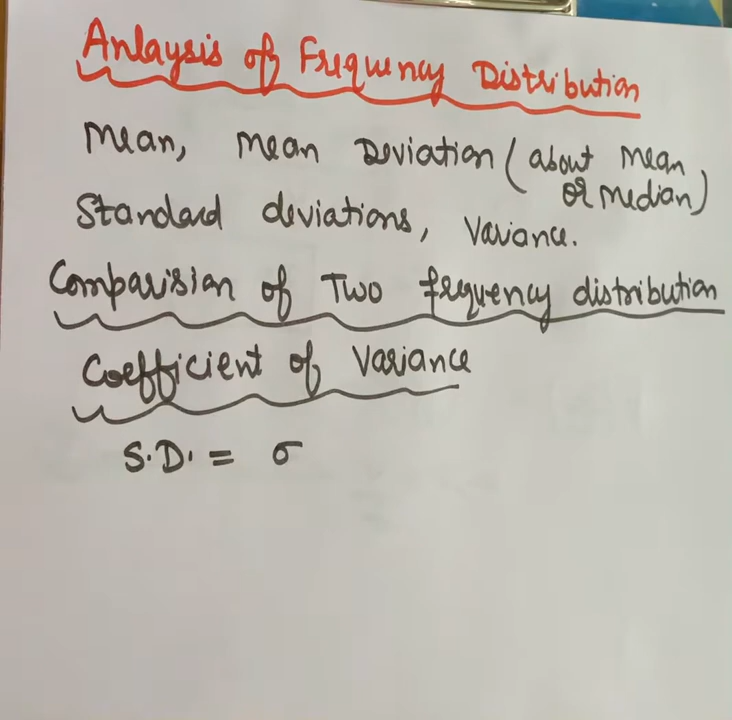 Anlaysis of Frequency Distribution
Mean, Mean Deviation (about Mean
or Median)
Standard deviations, Variance.
Comparision of Two frequency distribution
Coefficient of Variance
S.D. = σ